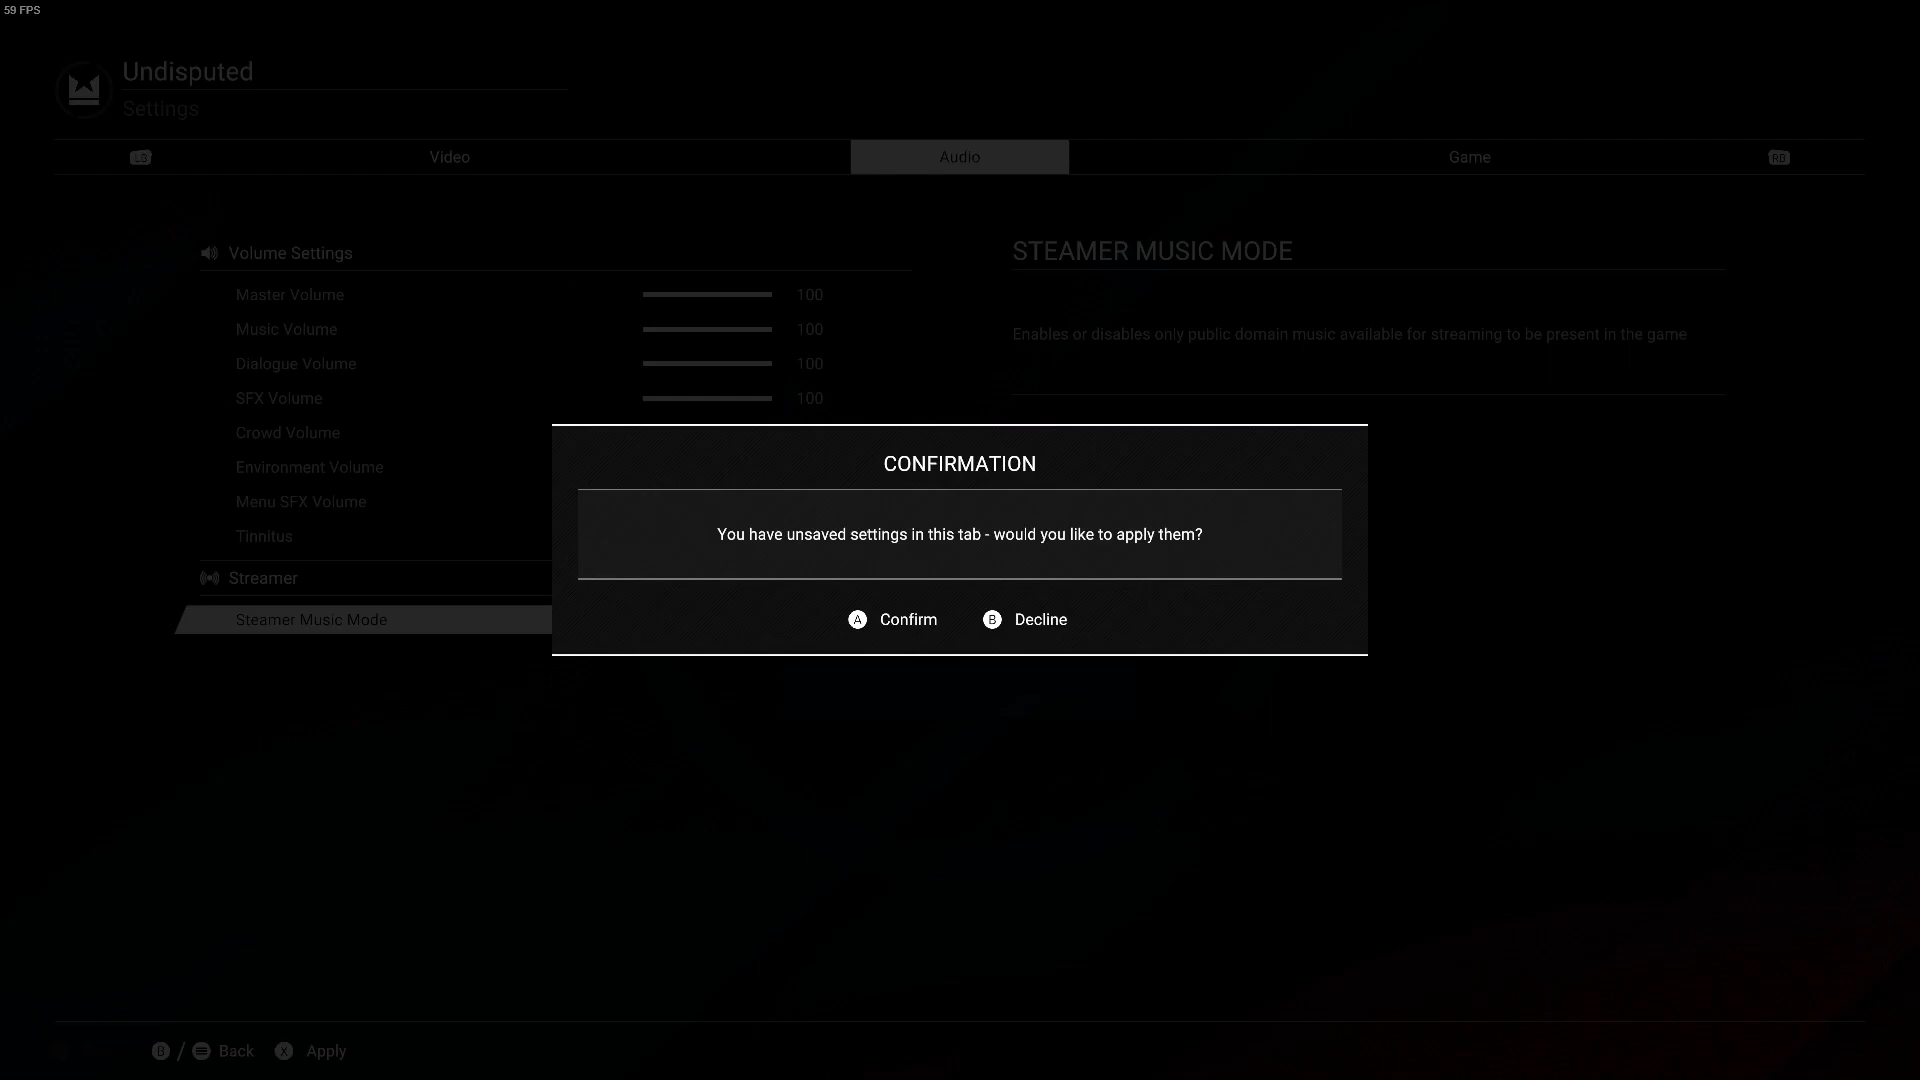 59 FPS
Undisputed
Settings
LB Video Audio Game RB
Volume Settings
Master Volume 100
Music Volume 100
Dialogue Volume 100
SFX Volume 100
Crowd Volume
Environment Volume
Menu SFX Volume
Tinnitus
Streamer
Steamer Music Mode
STEAMER MUSIC MODE
Enables or disables only public domain music available for streaming to be present in the game
CONFIRMATION
You have unsaved settings in this tab - would you like to apply them?
A Confirm B Decline
B / Back X Apply